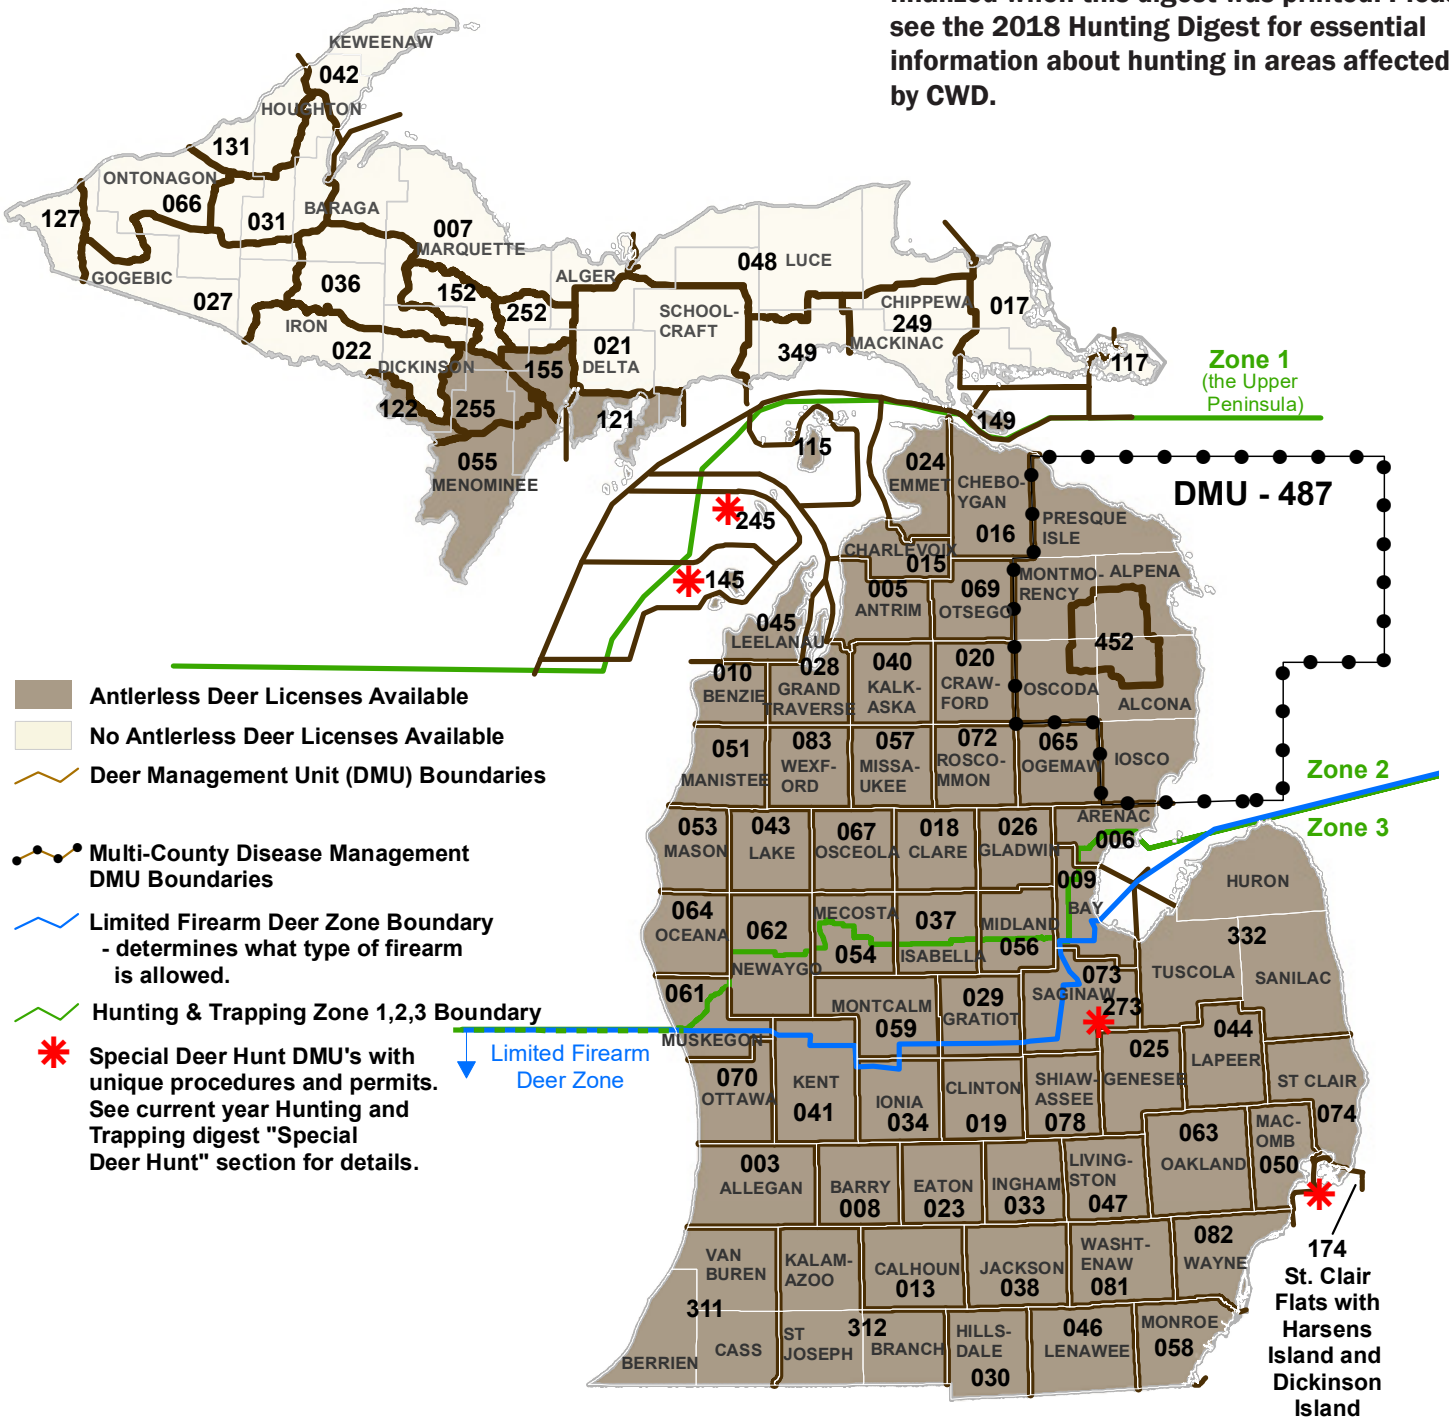 see the 2018 Hunting Digest for essential
information about hunting in areas affected
by CWD.
KEWEENAW
042
HOUGHTON
131
ONTONAGON
066
127
031
BARAGA
007
MARQUETTE
GOGEBIC
027
036
152
252
ALGER
048 LUCE
SCHOOL-
CRAFT
CHIPPEWA
249
MACKINAC
017
IRON
022
DICKINSON
155
021
DELTA
349
117
Zone 1
(the Upper
Peninsula)
122
255
121
149
115
055
MENOMINEE
024
EMMET
CHEBO-
YGAN
016
DMU - 487
245
PRESQUE
ISLE
CHARLEVOIX
015
145
005
ANTRIM
069
OTSEGO
MONTMO-
RENCY
ALPENA
045
LEELANAU
452
010
BENZIE
028
GRAND
TRAVERSE
040
KALK-
ASKA
020
CRAW-
FORD
OSCODA
ALCONA
Antlerless Deer Licenses Available
No Antlerless Deer Licenses Available
Deer Management Unit (DMU) Boundaries
051
MANISTEE
083
WEXF-
ORD
057
MISSA-
UKEE
072
ROSCO-
MMON
065
OGEMAW
IOSCO
Zone 2
Zone 3
Multi-County Disease Management
DMU Boundaries
053
MASON
043
LAKE
067
OSCEOLA
018
CLARE
026
GLADWIN
ARENAC
006
009
BAY
HURON
Limited Firearm Deer Zone Boundary
- determines what type of firearm
is allowed.
064
OCEANA
062
NEWAYGO
MECOSTA
054
037
ISABELLA
MIDLAND
056
332
TUSCOLA
SANILAC
Hunting & Trapping Zone 1,2,3 Boundary
061
MUSKEGON
MONTCALM
059
029
GRATIOT
073
SAGINAW
273
Limited Firearm
Deer Zone
Special Deer Hunt DMU's with
unique procedures and permits.
See current year Hunting and
Trapping digest "Special
Deer Hunt" section for details.
070
OTTAWA
KENT
041
IONIA
034
CLINTON
019
SHIAW-
ASSEE
078
025
GENESEE
044
LAPEER
ST CLAIR
074
003
ALLEGAN
BARRY
008
EATON
023
INGHAM
033
LIVING-
STON
047
063
OAKLAND
MAC-
OMB
050
VAN
BUREN
311
KALAM-
AZOO
CALHOUN
013
JACKSON
038
WASHT-
ENAW
081
082
WAYNE
BERRIEN
CASS
ST
JOSEPH
312
BRANCH
HILLS-
DALE
030
046
LENAWEE
MONROE
058
174
St. Clair
Flats with
Harsens
Island and
Dickinson
Island